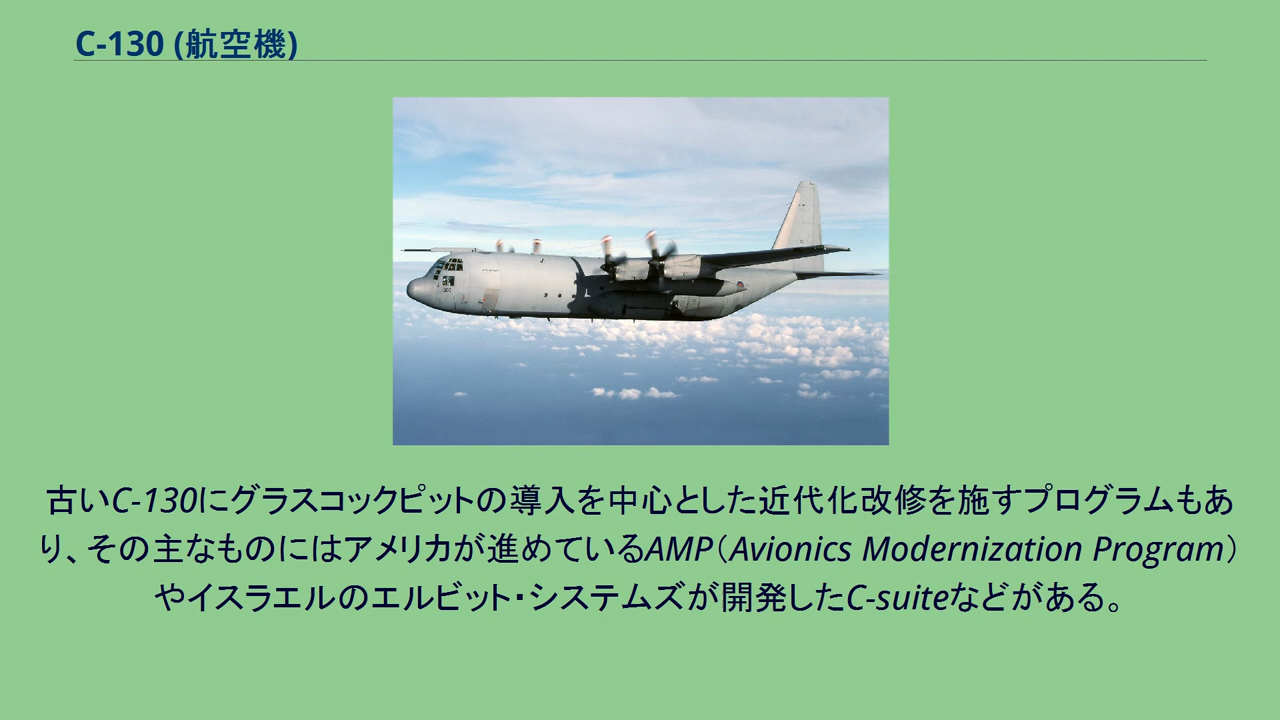 C-130 (航空機)
古いC-130にグラスコックピットの導入を中心とした近代化改修を施すプログラムもあ
り、その主なものにはアメリカが進めているAMP（Avionics Modernization Program）
やイスラエルのエルビット・システムズが開発したC-suiteなどがある。